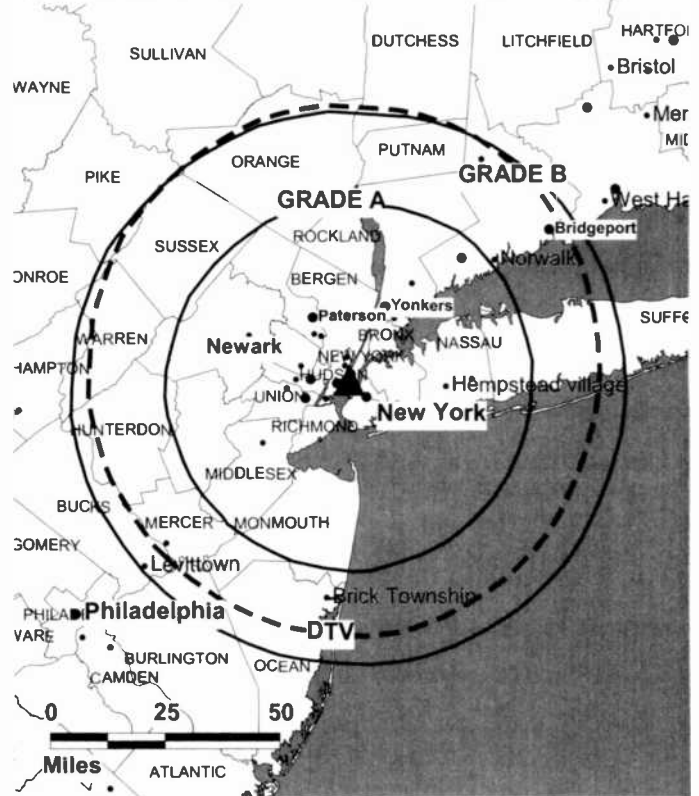 DUTCHESS
LITCHFIELD
HARTFOI
SULLIVAN
Bristol
WAYNE
Mer
MID
PUTNAM
ORANGE
PIKE
GRADE B
GRADE A
West Ha
Bridgeport
ROCKLAND
SUSSEX
Norwalk
BERGEN
ONROE
Yonkers
Paterson
SUFF
WARREN
BRONX
NASSAU
Newark
NEW YORK
HAMPTON
HUDSON
Hempstead village
UNION
New York
RICHMOND
HUNTERDON
MIDDLESEX
BUCKS
MERCER
MONMOUTH
GOMERY
Levittown
Brick Township
PHILAD
Philadelphia
DTV
WARE
BURLINGTON
OCEAN
CAMDEN
0 25 50
Miles
ATLANTIC